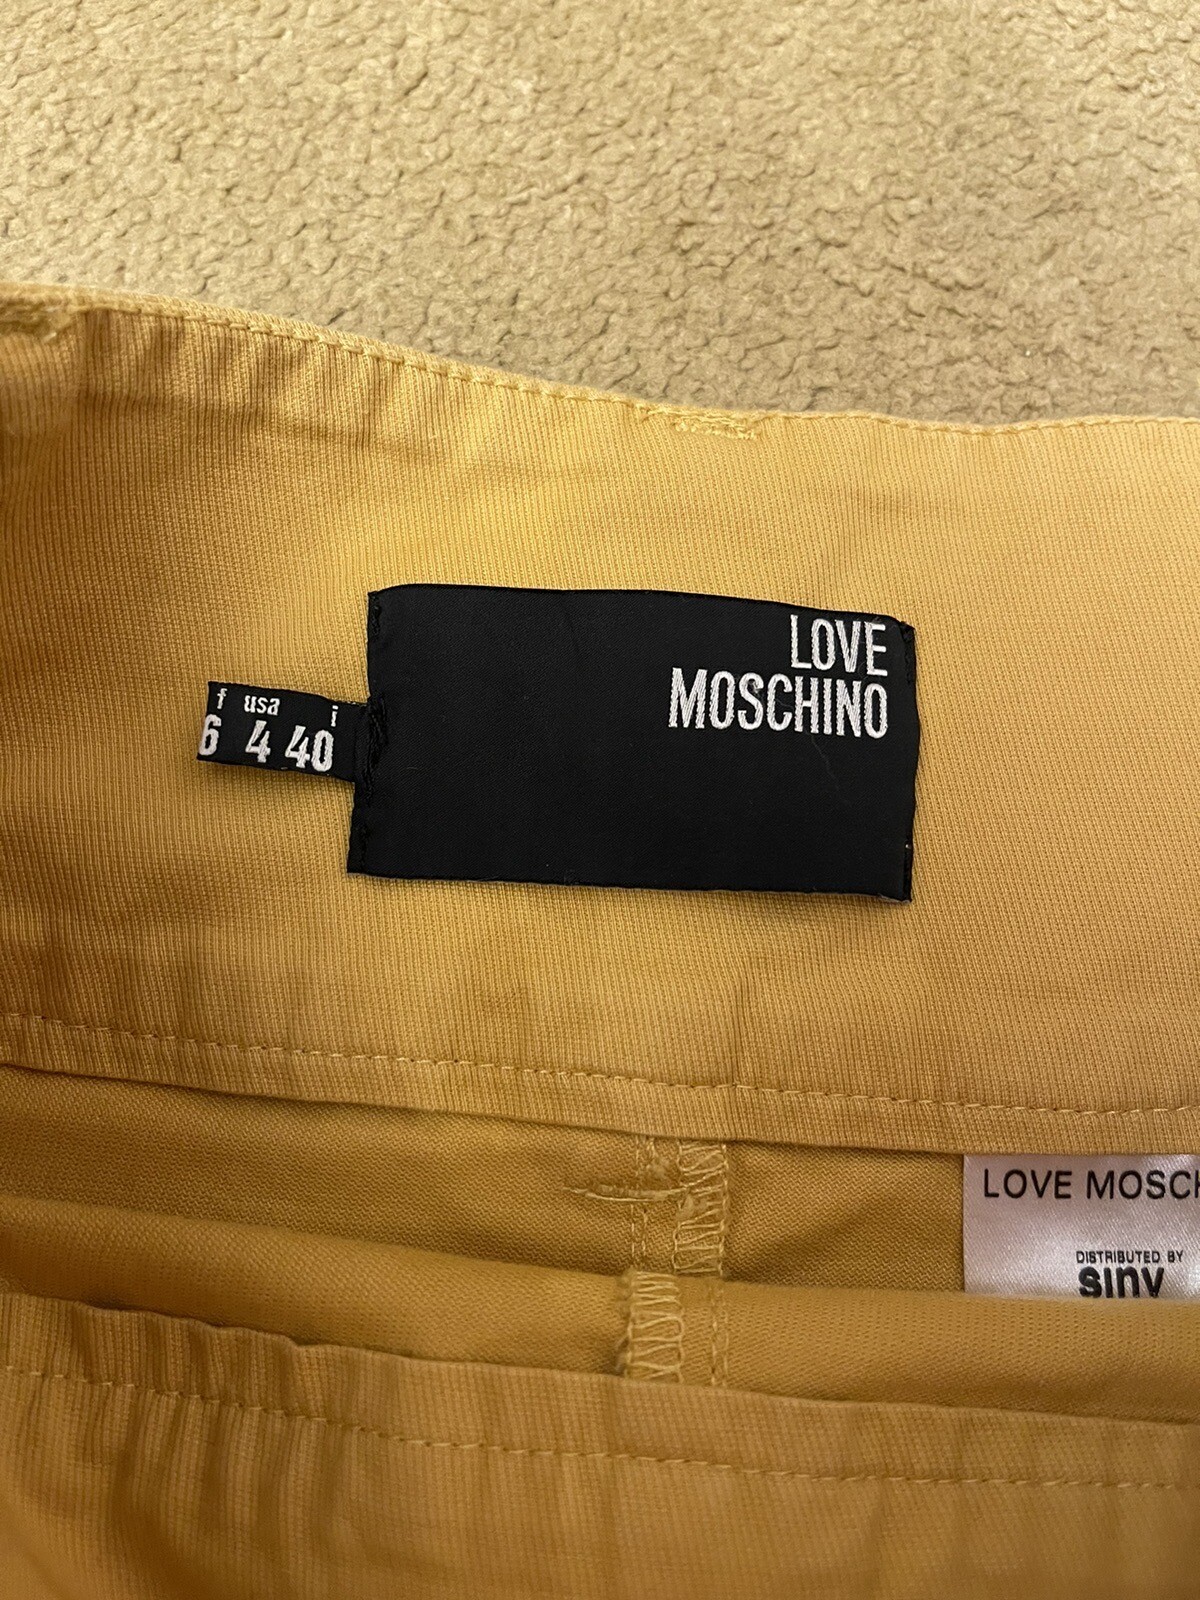 LOVE
MOSCHINO
f usa i
6 4 40
LOVE MOSCH
DISTRIBUTED BY
sinv